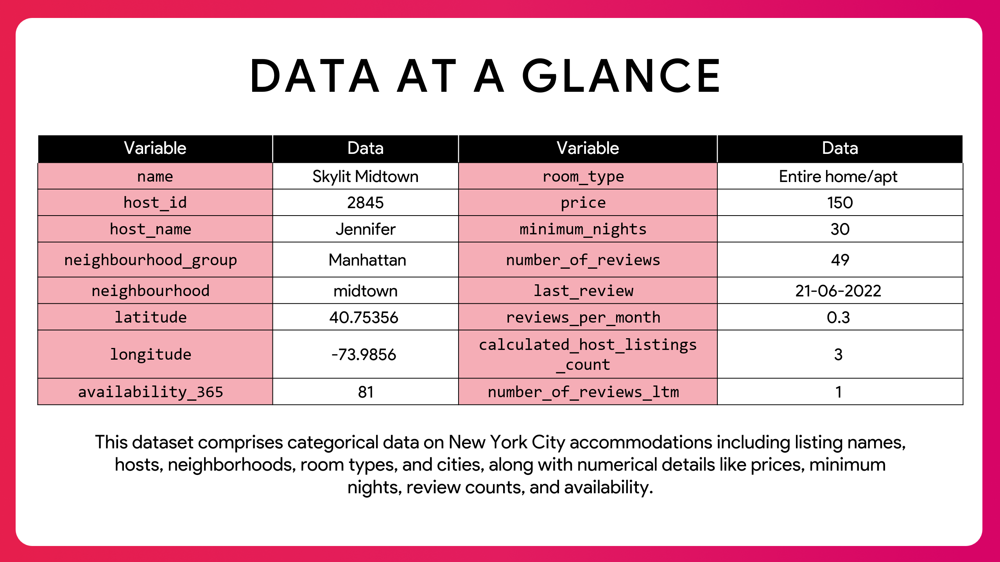 DATA AT A GLANCE
Variable Data Variable Data
name Skylit Midtown room_type Entire home/apt
host_id 2845 price 150
host_name Jennifer minimum_nights 30
neighbourhood_group Manhattan number_of_reviews 49
neighbourhood midtown last_review 21-06-2022
latitude 40.75356 reviews_per_month 0.3
longitude -73.9856 calculated_host_listings
_count 3
availability_365 81 number_of_reviews_ltm 1
This dataset comprises categorical data on New York City accommodations including listing names,
hosts, neighborhoods, room types, and cities, along with numerical details like prices, minimum
nights, review counts, and availability.